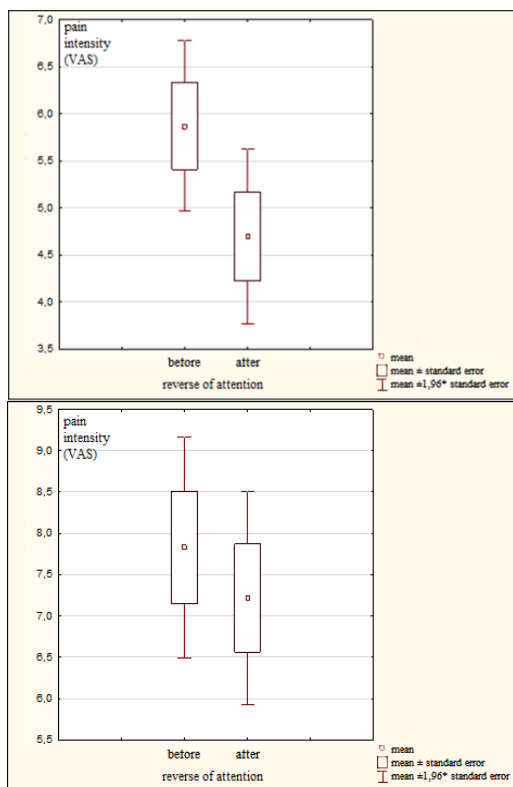 7,0
pain
intensity
(VAS)
6,5
6,0
5,5
5,0
4,5
4,0
3,5
before after
reverse of attention
mean
mean ± standard error
mean ±1,96* standard error
9,5
pain
intensity
(VAS)
9,0
8,5
8,0
7,5
7,0
6,5
6,0
5,5
before after
reverse of attention
mean
mean ± standard error
mean ±1,96* standard error